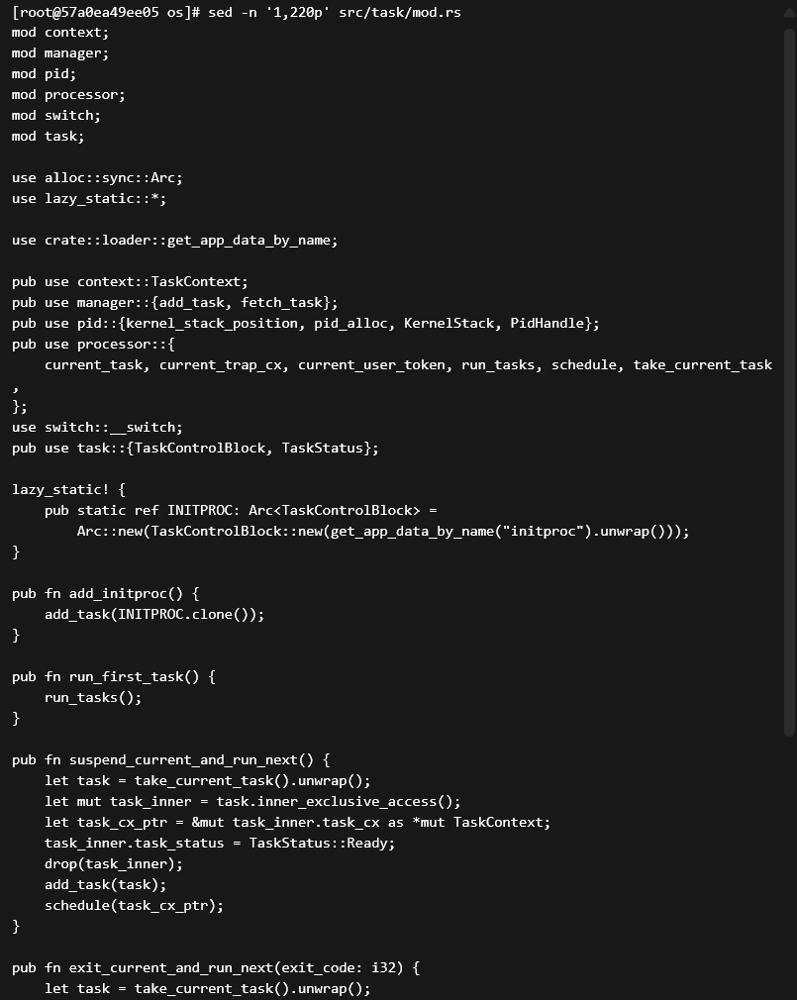 [root@57a0ea49ee05 os]# sed -n '1,220p' src/task/mod.rs
mod context;
mod manager;
mod pid;
mod processor;
mod switch;
mod task;

use alloc::sync::Arc;
use lazy_static::*;

use crate::loader::get_app_data_by_name;

pub use context::TaskContext;
pub use manager::{add_task, fetch_task};
pub use pid::{kernel_stack_position, pid_alloc, KernelStack, PidHandle};
pub use processor::{
    current_task, current_trap_cx, current_user_token, run_tasks, schedule, take_current_task
,
};
use switch::__switch;
pub use task::{TaskControlBlock, TaskStatus};

lazy_static! {
    pub static ref INITPROC: Arc<TaskControlBlock> =
        Arc::new(TaskControlBlock::new(get_app_data_by_name("initproc").unwrap()));
}

pub fn add_initproc() {
    add_task(INITPROC.clone());
}

pub fn run_first_task() {
    run_tasks();
}

pub fn suspend_current_and_run_next() {
    let task = take_current_task().unwrap();
    let mut task_inner = task.inner_exclusive_access();
    let task_cx_ptr = &mut task_inner.task_cx as *mut TaskContext;
    task_inner.task_status = TaskStatus::Ready;
    drop(task_inner);
    add_task(task);
    schedule(task_cx_ptr);
}

pub fn exit_current_and_run_next(exit_code: i32) {
    let task = take_current_task().unwrap();